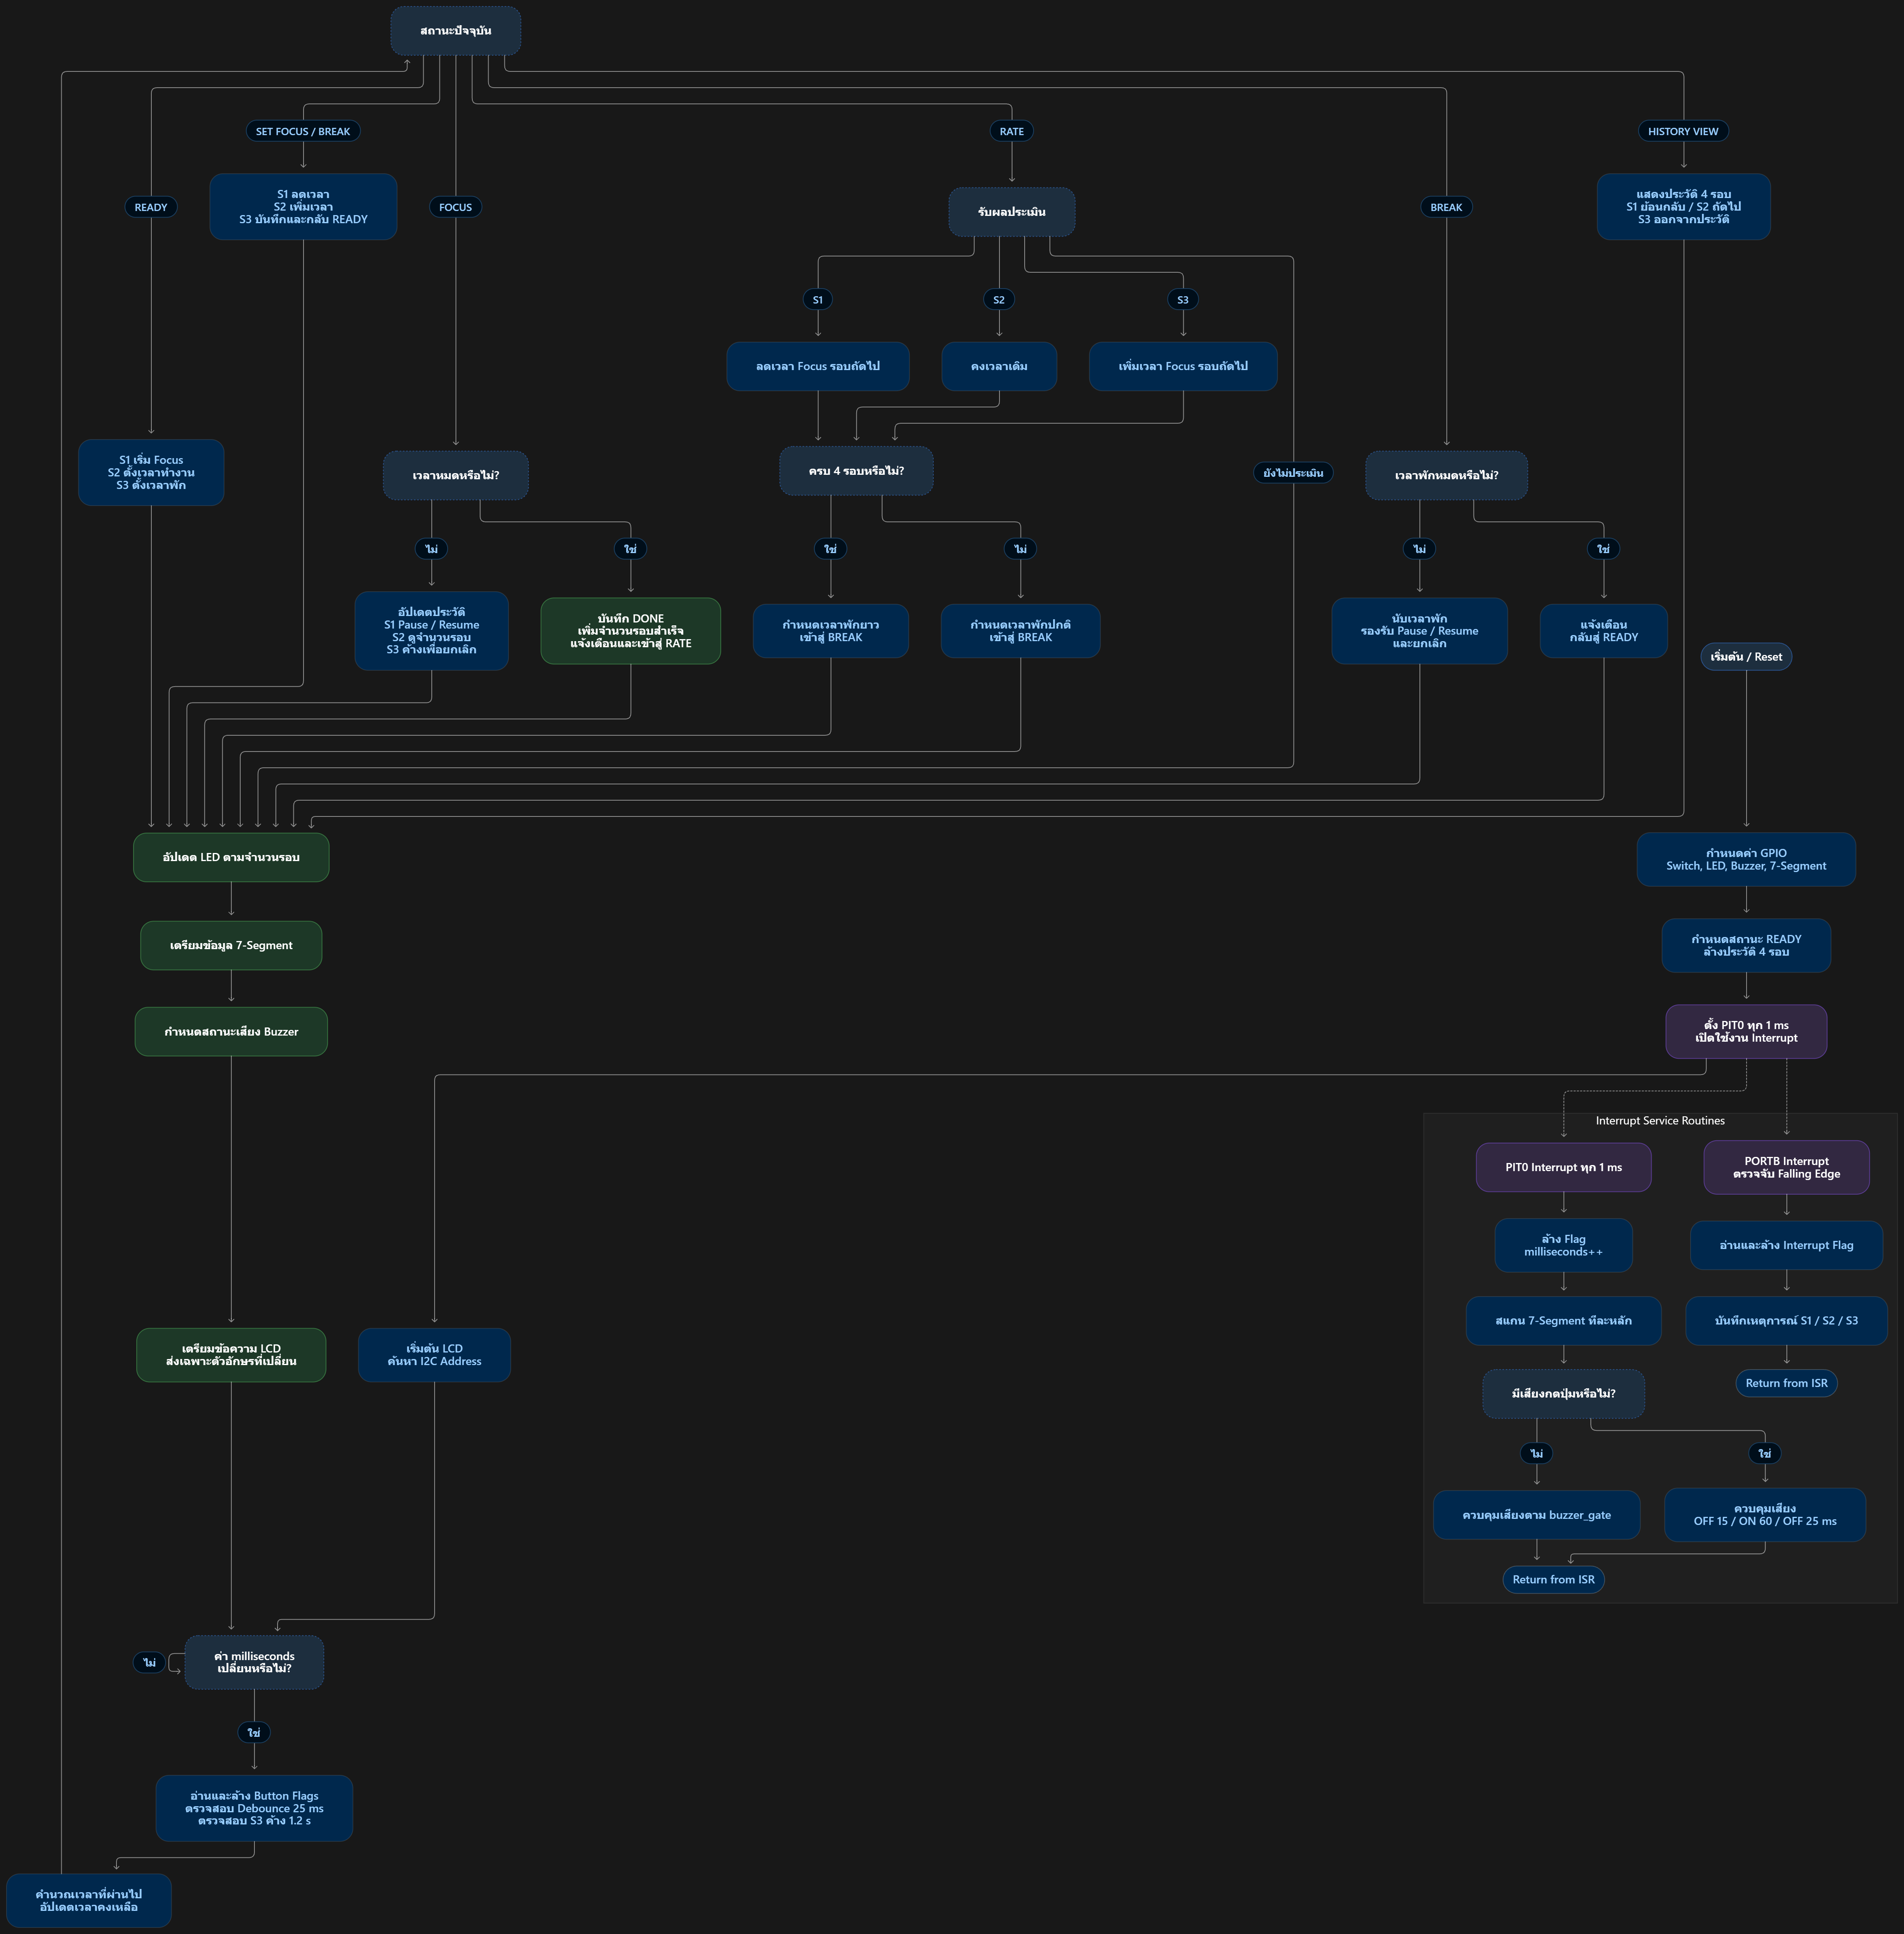 สถานะปัจจุบัน
SET FOCUS / BREAK
RATE
HISTORY VIEW
S1 ลดเวลา
S2 เพิ่มเวลา
S3 บันทึกและกลับ READY
READY
FOCUS
รับผลประเมิน
BREAK
แสดงประวัติ 4 รอบ
S1 ย้อนกลับ / S2 ถัดไป
S3 ออกจากประวัติ
S1
S2
S3
ลดเวลา Focus รอบถัดไป
คงเวลาเดิม
เพิ่มเวลา Focus รอบถัดไป
S1 เริ่ม Focus
S2 ตั้งเวลาทำงาน
S3 ตั้งเวลาพัก
เวลาหมดหรือไม่?
ครบ 4 รอบหรือไม่?
ยังไม่ประเมิน
เวลาพักหมดหรือไม่?
ไม่
ใช่
ใช่
ไม่
ไม่
ใช่
อัปเดตประวัติ
S1 Pause / Resume
S2 ดูจำนวนรอบ
S3 ค้างเพื่อยกเลิก
บันทึก DONE
เพิ่มจำนวนรอบสำเร็จ
แจ้งเตือนและเข้าสู่ RATE
กำหนดเวลาพักยาว
เข้าสู่ BREAK
กำหนดเวลาพักปกติ
เข้าสู่ BREAK
นับเวลาพัก
รองรับ Pause / Resume
และยกเลิก
แจ้งเตือน
กลับสู่ READY
เริ่มต้น / Reset
อัปเดต LED ตามจำนวนรอบ
กำหนดค่า GPIO
Switch, LED, Buzzer, 7-Segment
เตรียมข้อมูล 7-Segment
กำหนดสถานะ READY
ล้างประวัติ 4 รอบ
กำหนดสถานะเสียง Buzzer
ตั้ง PIT0 ทุก 1 ms
เปิดใช้งาน Interrupt
Interrupt Service Routines
PIT0 Interrupt ทุก 1 ms
PORTB Interrupt
ตรวจจับ Falling Edge
ล้าง Flag
milliseconds++
อ่านและล้าง Interrupt Flag
สแกน 7-Segment ทีละหลัก
บันทึกเหตุการณ์ S1 / S2 / S3
เตรียมข้อความ LCD
ส่งเฉพาะตัวอักษรที่เปลี่ยน
เริ่มต้น LCD
ค้นหา I2C Address
มีเสียงกดปุ่มหรือไม่?
Return from ISR
ไม่
ใช่
ควบคุมเสียงตาม buzzer_gate
ควบคุมเสียง
OFF 15 / ON 60 / OFF 25 ms
Return from ISR
ค่า milliseconds
เปลี่ยนหรือไม่?
ไม่
ใช่
อ่านและล้าง Button Flags
ตรวจสอบ Debounce 25 ms
ตรวจสอบ S3 ค้าง 1.2 s
คำนวณเวลาที่ผ่านไป
อัปเดตเวลาคงเหลือ